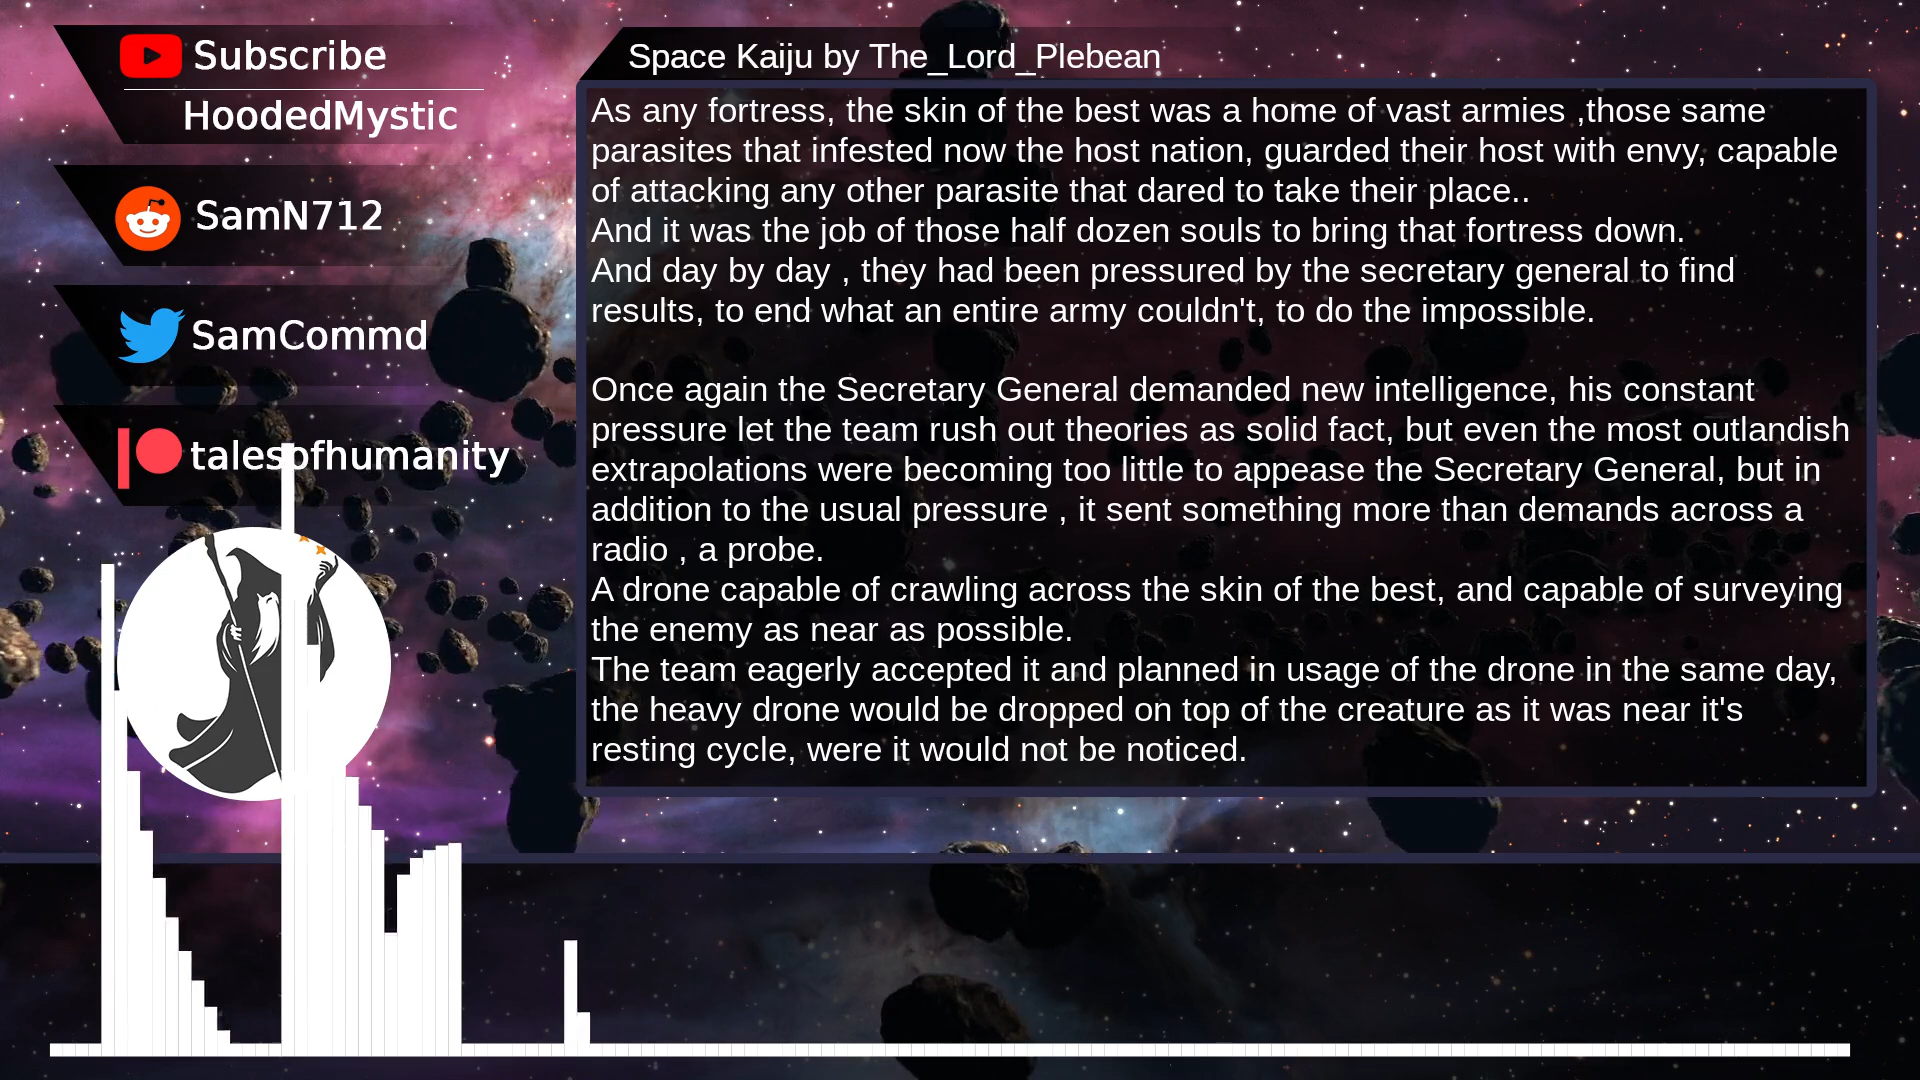 Subscribe
HoodedMystic
SamN712
SamCommd
talesofhumanity
Space Kaiju by The_Lord_Plebean
As any fortress, the skin of the best was a home of vast armies ,those same
parasites that infested now the host nation, guarded their host with envy, capable
of attacking any other parasite that dared to take their place..
And it was the job of those half dozen souls to bring that fortress down.
And day by day , they had been pressured by the secretary general to find
results, to end what an entire army couldn't, to do the impossible.
Once again the Secretary General demanded new intelligence, his constant
pressure let the team rush out theories as solid fact, but even the most outlandish
extrapolations were becoming too little to appease the Secretary General, but in
addition to the usual pressure , it sent something more than demands across a
radio , a probe.
A drone capable of crawling across the skin of the best, and capable of surveying
the enemy as near as possible.
The team eagerly accepted it and planned in usage of the drone in the same day,
the heavy drone would be dropped on top of the creature as it was near it's
resting cycle, were it would not be noticed.